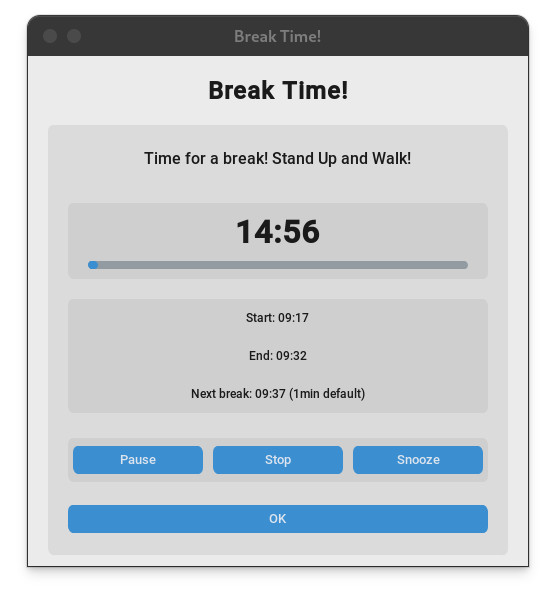 Break Time!
Break Time!
Time for a break! Stand Up and Walk!
14:56
Start: 09:17
End: 09:32
Next break: 09:37 (1min default)
Pause Stop Snooze
OK